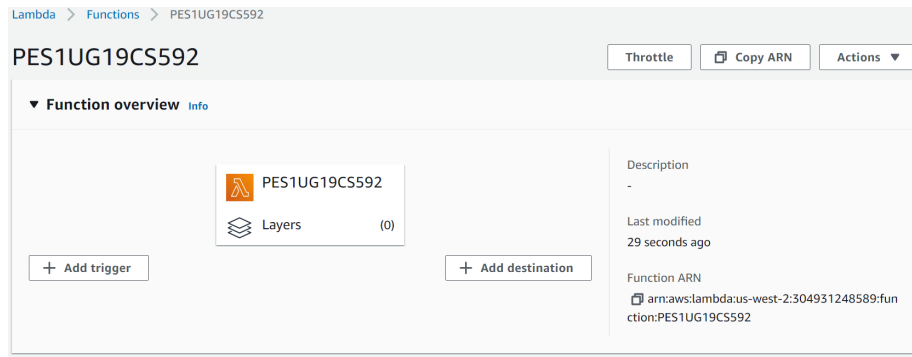 Lambda > Functions > PES1UG19CS592
PES1UG19CS592
Throttle
Copy ARN
Actions ▼
▼ Function overview Info
PES1UG19CS592
Layers (0)
+ Add trigger
+ Add destination
Description
-
Last modified
29 seconds ago
Function ARN
arn:aws:lambda:us-west-2:304931248589:fun
ction:PES1UG19CS592